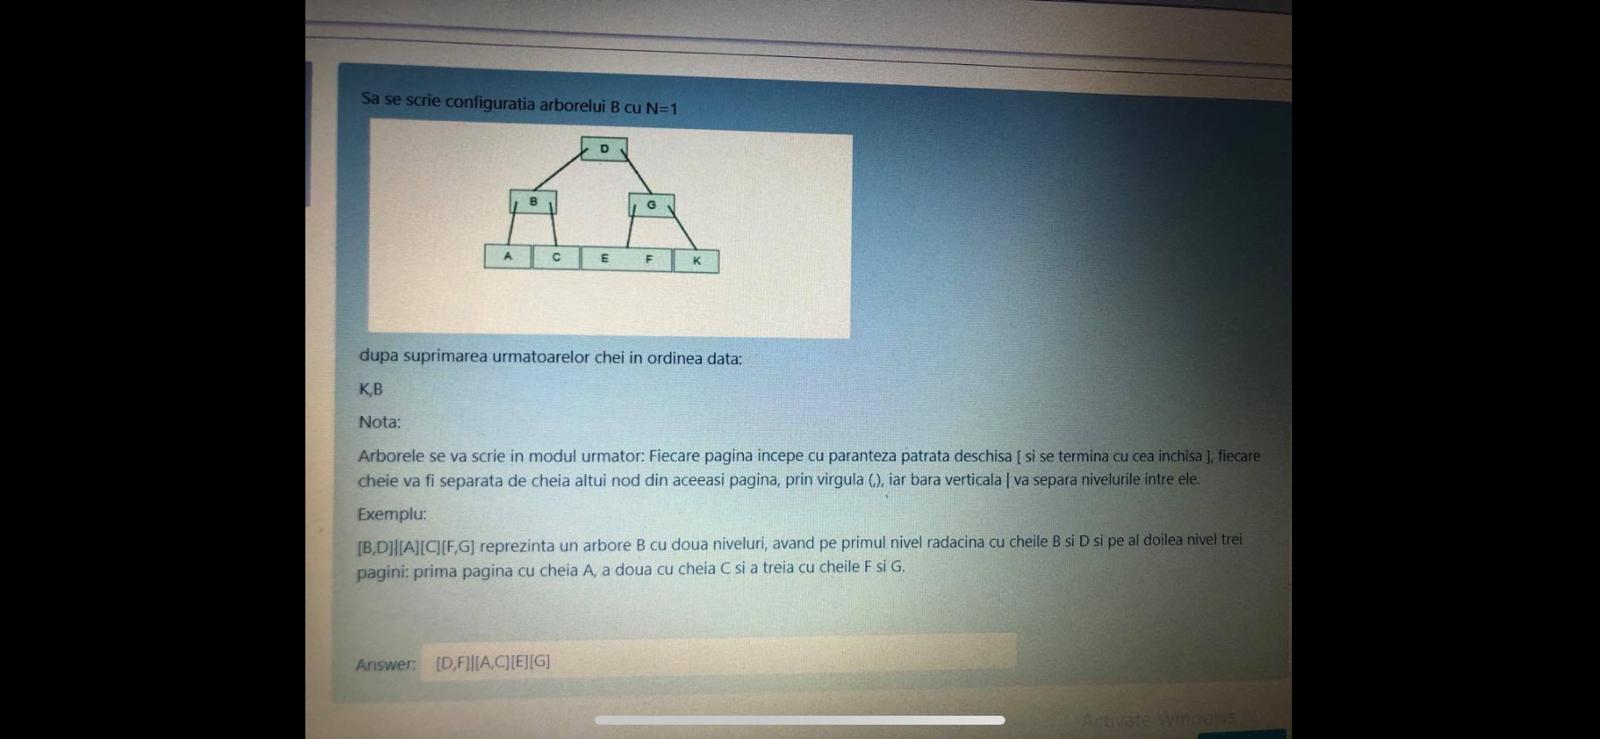 Sa se scrie configuratia arborelui B cu N=1
D
B G
A C E F K
dupa suprimarea urmatoarelor chei in ordinea data:
K,B
Nota:
Arborele se va scrie in modul urmator: Fiecare pagina incepe cu paranteza patrata deschisa [ si se termina cu cea inchisa ], fiecare
cheie va fi separata de cheia altui nod din aceeasi pagina, prin virgula (,), iar bara verticala | va separa nivelurile intre ele.
Exemplu:
[B,D]|[A][C][F,G] reprezinta un arbore B cu doua niveluri, avand pe primul nivel radacina cu cheile B si D si pe al doilea nivel trei
pagini: prima pagina cu cheia A, a doua cu cheia C si a treia cu cheile F si G.
Answer: [D,F]|[A,C][E][G]
Activate Windows